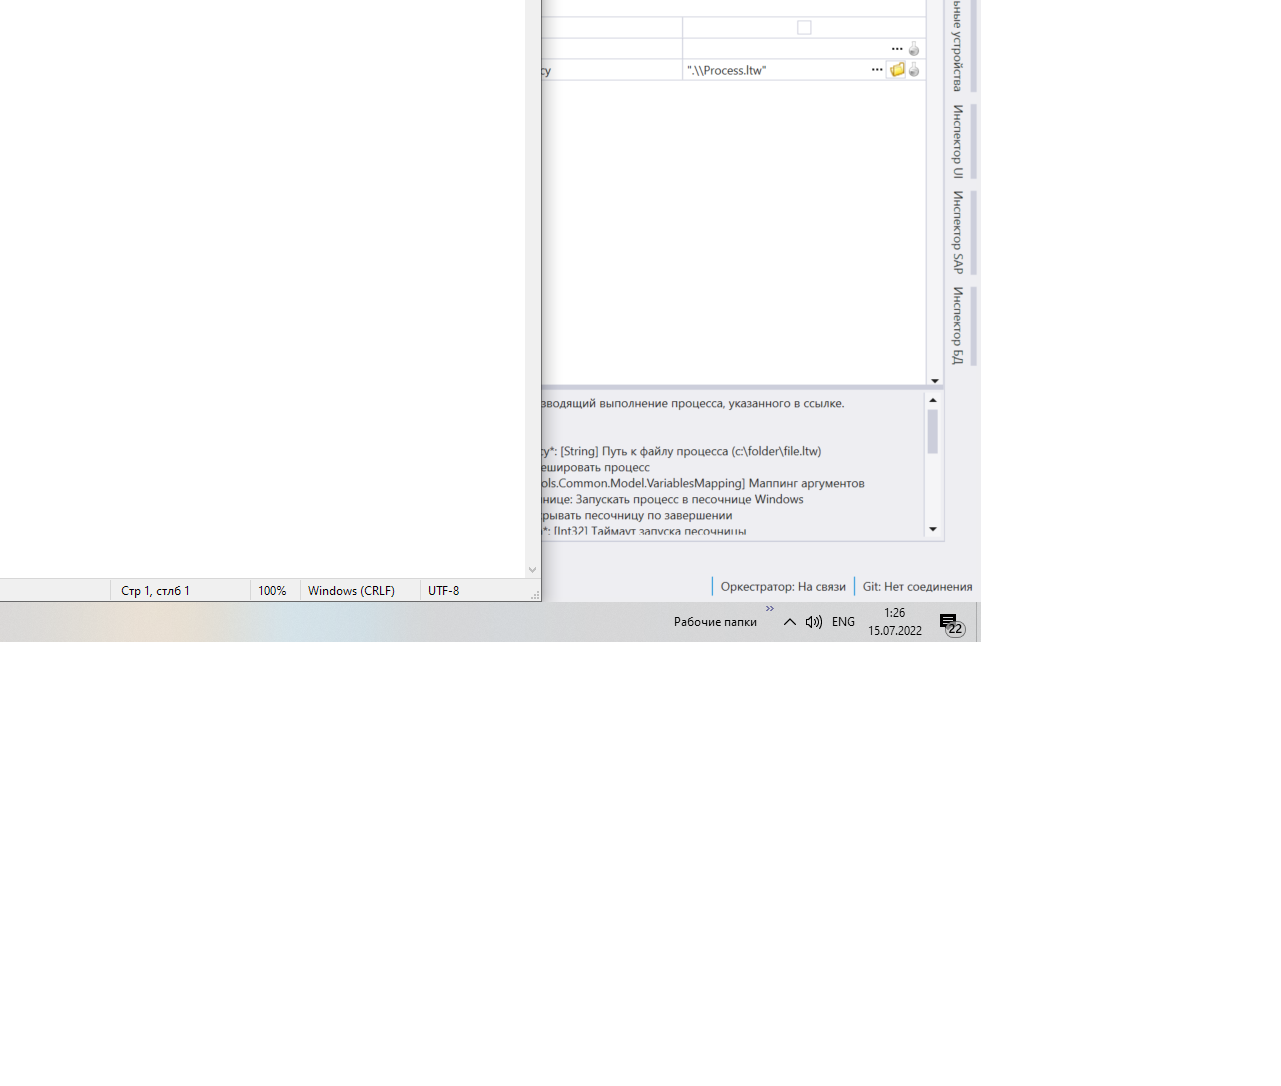 ьные устройства
Инспектор UI
Инспектор SAP
Инспектор БД
су
".\\Process.ltw"
зводящий выполнение процесса, указанного в ссылке.
су*: [String] Путь к файлу процесса (c:\folder\file.ltw)
ешировать процесс
ols.Common.Model.VariablesMapping] Маппинг аргументов
нице: Запускать процесс в песочнице Windows
крывать песочницу по завершении
*: [Int32] Таймаут запуска песочницы
Оркестратор: На связи
Git: Нет соединения
Стр 1, стлб 1
100%
Windows (CRLF)
UTF-8
Рабочие папки
ENG
1:26
15.07.2022
22